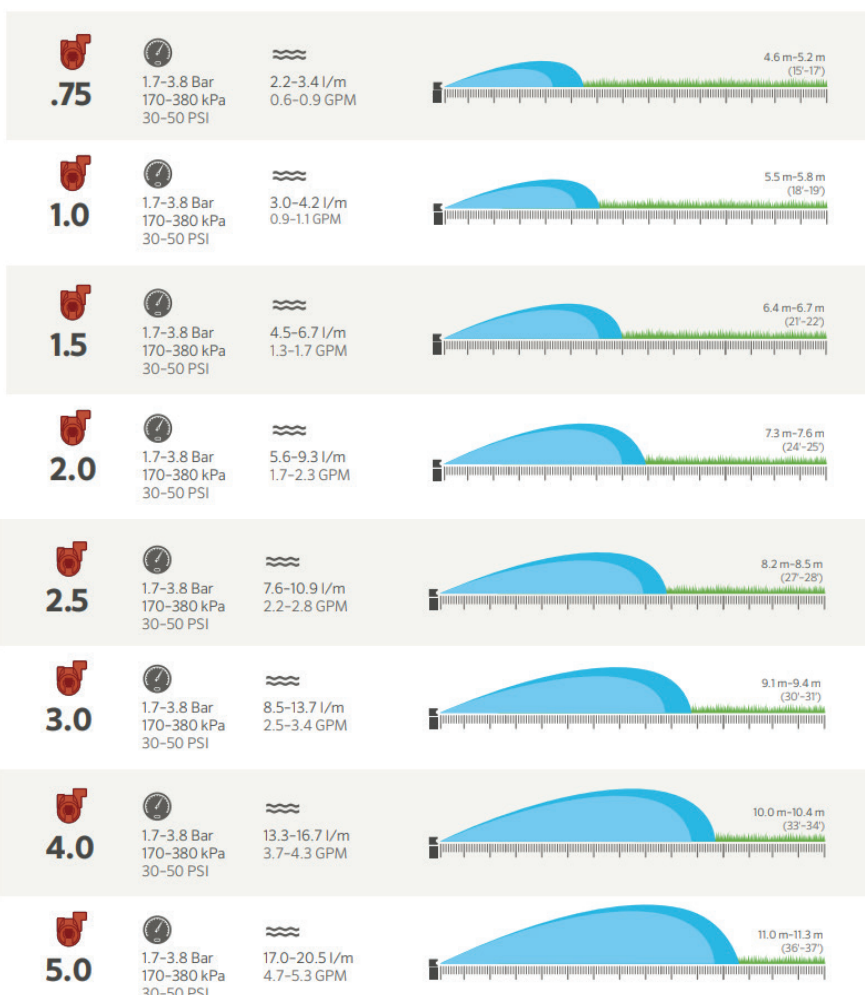 .75
1.7–3.8 Bar
170–380 kPa
30–50 PSI
2.2–3.4 l/m
0.6–0.9 GPM
4.6 m–5.2 m
(15'–17')
1.0
1.7–3.8 Bar
170–380 kPa
30–50 PSI
3.0–4.2 l/m
0.9–1.1 GPM
5.5 m–5.8 m
(18'–19')
1.5
1.7–3.8 Bar
170–380 kPa
30–50 PSI
4.5–6.7 l/m
1.3–1.7 GPM
6.4 m–6.7 m
(21'–22')
2.0
1.7–3.8 Bar
170–380 kPa
30–50 PSI
5.6–9.3 l/m
1.7–2.3 GPM
7.3 m–7.6 m
(24'–25')
2.5
1.7–3.8 Bar
170–380 kPa
30–50 PSI
7.6–10.9 l/m
2.2–2.8 GPM
8.2 m–8.5 m
(27'–28')
3.0
1.7–3.8 Bar
170–380 kPa
30–50 PSI
8.5–13.7 l/m
2.5–3.4 GPM
9.1 m–9.4 m
(30'–31')
4.0
1.7–3.8 Bar
170–380 kPa
30–50 PSI
13.3–16.7 l/m
3.7–4.3 GPM
10.0 m–10.4 m
(33'–34')
5.0
1.7–3.8 Bar
170–380 kPa
30–50 PSI
17.0–20.5 l/m
4.7–5.3 GPM
11.0 m–11.3 m
(36'–37')